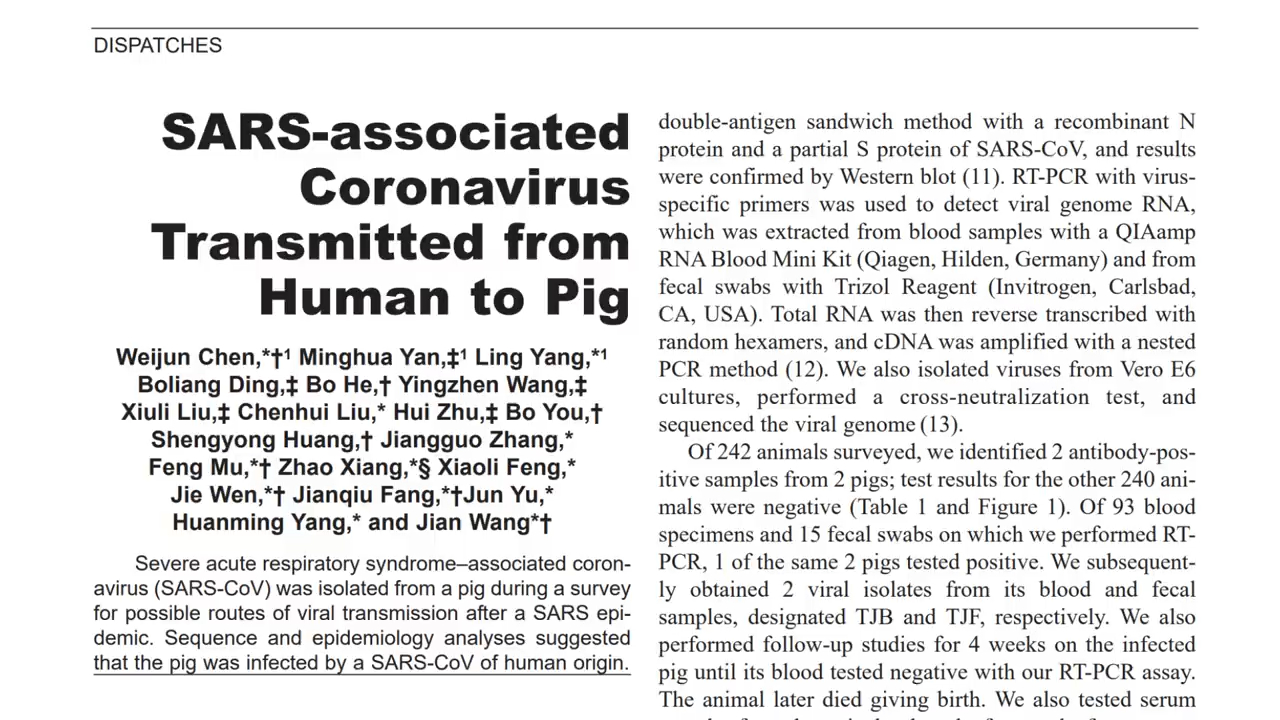 DISPATCHES
SARS-associated
Coronavirus
Transmitted from
Human to Pig
Weijun Chen,*†¹ Minghua Yan,‡¹ Ling Yang,*¹
Boliang Ding,‡ Bo He,† Yingzhen Wang,‡
Xiuli Liu,‡ Chenhui Liu,* Hui Zhu,‡ Bo You,†
Shengyong Huang,† Jiangguo Zhang,*
Feng Mu,*† Zhao Xiang,*§ Xiaoli Feng,*
Jie Wen,*† Jianqiu Fang,*†Jun Yu,*
Huanming Yang,* and Jian Wang*†
Severe acute respiratory syndrome–associated coron-
avirus (SARS-CoV) was isolated from a pig during a survey
for possible routes of viral transmission after a SARS epi-
demic. Sequence and epidemiology analyses suggested
that the pig was infected by a SARS-CoV of human origin.
double-antigen sandwich method with a recombinant N
protein and a partial S protein of SARS-CoV, and results
were confirmed by Western blot (11). RT-PCR with virus-
specific primers was used to detect viral genome RNA,
which was extracted from blood samples with a QIAamp
RNA Blood Mini Kit (Qiagen, Hilden, Germany) and from
fecal swabs with Trizol Reagent (Invitrogen, Carlsbad,
CA, USA). Total RNA was then reverse transcribed with
random hexamers, and cDNA was amplified with a nested
PCR method (12). We also isolated viruses from Vero E6
cultures, performed a cross-neutralization test, and
sequenced the viral genome (13).
Of 242 animals surveyed, we identified 2 antibody-pos-
itive samples from 2 pigs; test results for the other 240 ani-
mals were negative (Table 1 and Figure 1). Of 93 blood
specimens and 15 fecal swabs on which we performed RT-
PCR, 1 of the same 2 pigs tested positive. We subsequent-
ly obtained 2 viral isolates from its blood and fecal
samples, designated TJB and TJF, respectively. We also
performed follow-up studies for 4 weeks on the infected
pig until its blood tested negative with our RT-PCR assay.
The animal later died giving birth. We also tested serum